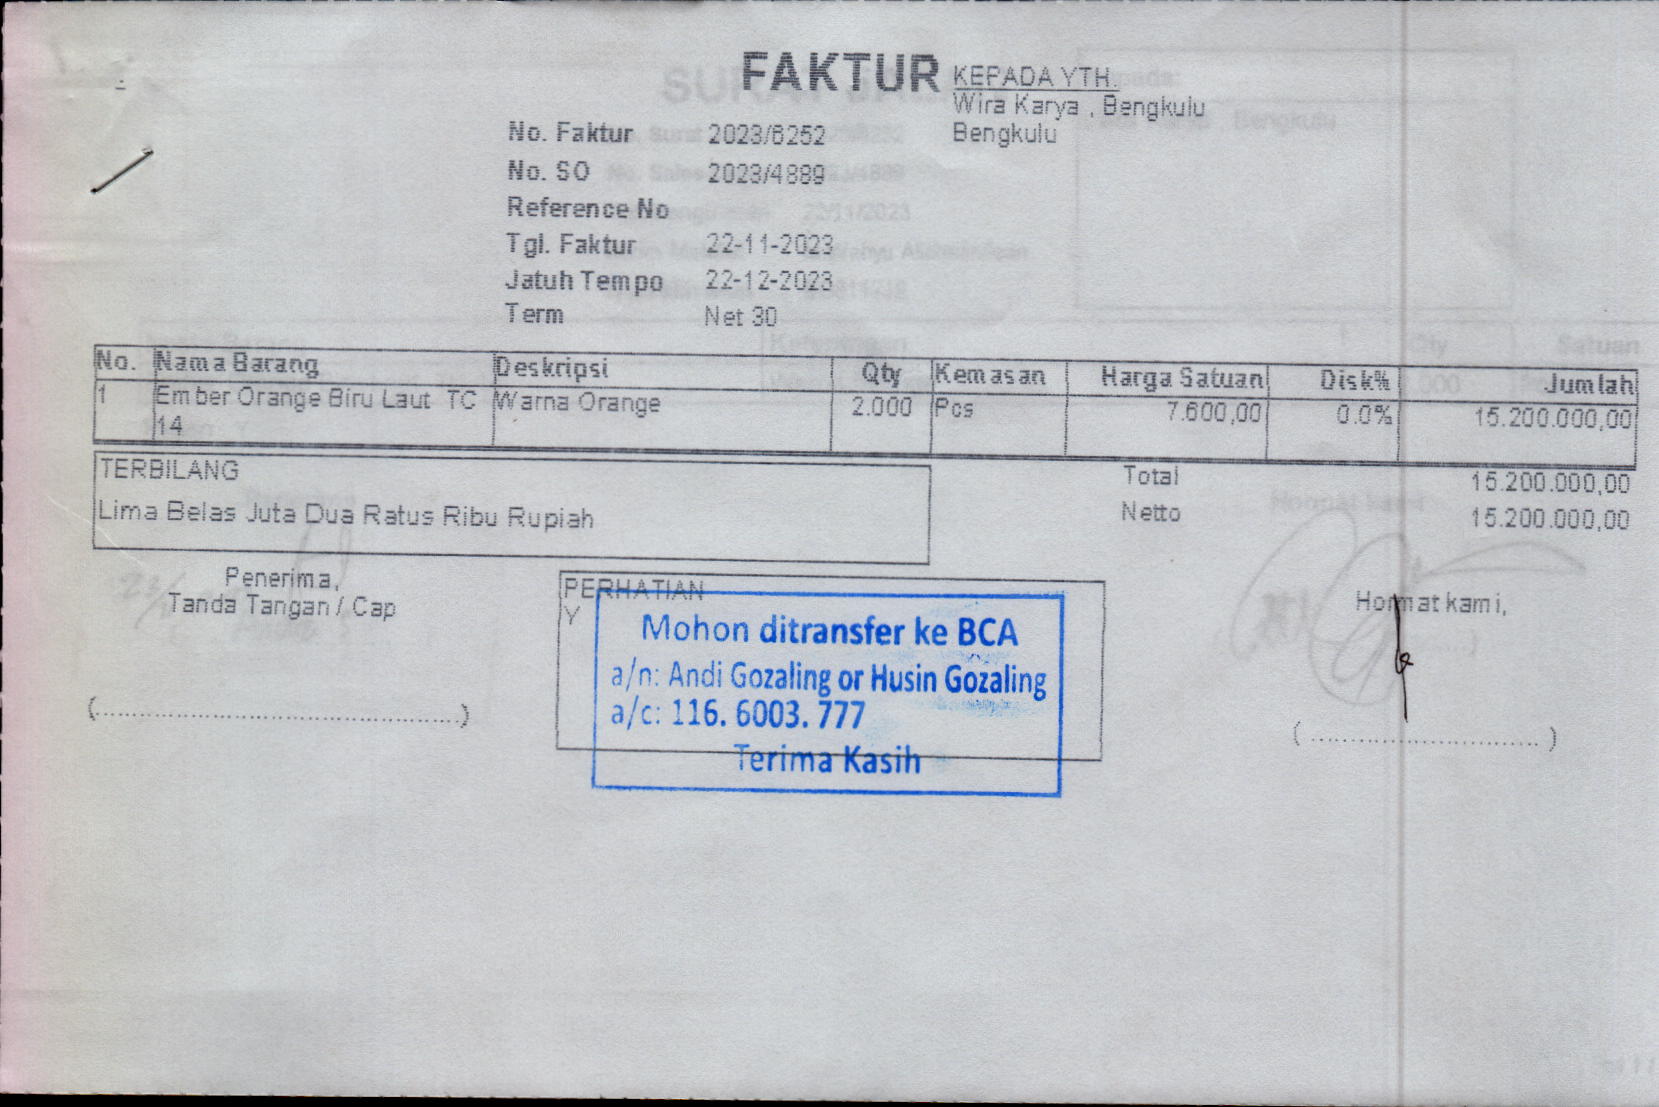 FAKTUR
KEPADA YTH.
Wira Karya , Bengkulu
Bengkulu
No. Faktur 2023/6252
No. SO 2023/4889
Reference No
Tgl. Faktur 22-11-2023
Jatuh Tempo 22-12-2023
Term Net 30
No. Nama Barang Deskripsi Qty Kemasan Harga Satuan Disk% Jumlah
1 Ember Orange Biru Laut TC Warna Orange 2.000 Pcs 7.600,00 0.0% 15.200.000,00
14
TERBILANG
Lima Belas Juta Dua Ratus Ribu Rupiah
Total 15.200.000,00
Netto 15.200.000,00
Penerima,
Tanda Tangan / Cap
(..........................................................)
PERHATIAN
Y
Mohon ditransfer ke BCA
a/n: Andi Gozaling or Husin Gozaling
a/c: 116. 6003. 777
Terima Kasih
Hormat kami,
( ..................................... )